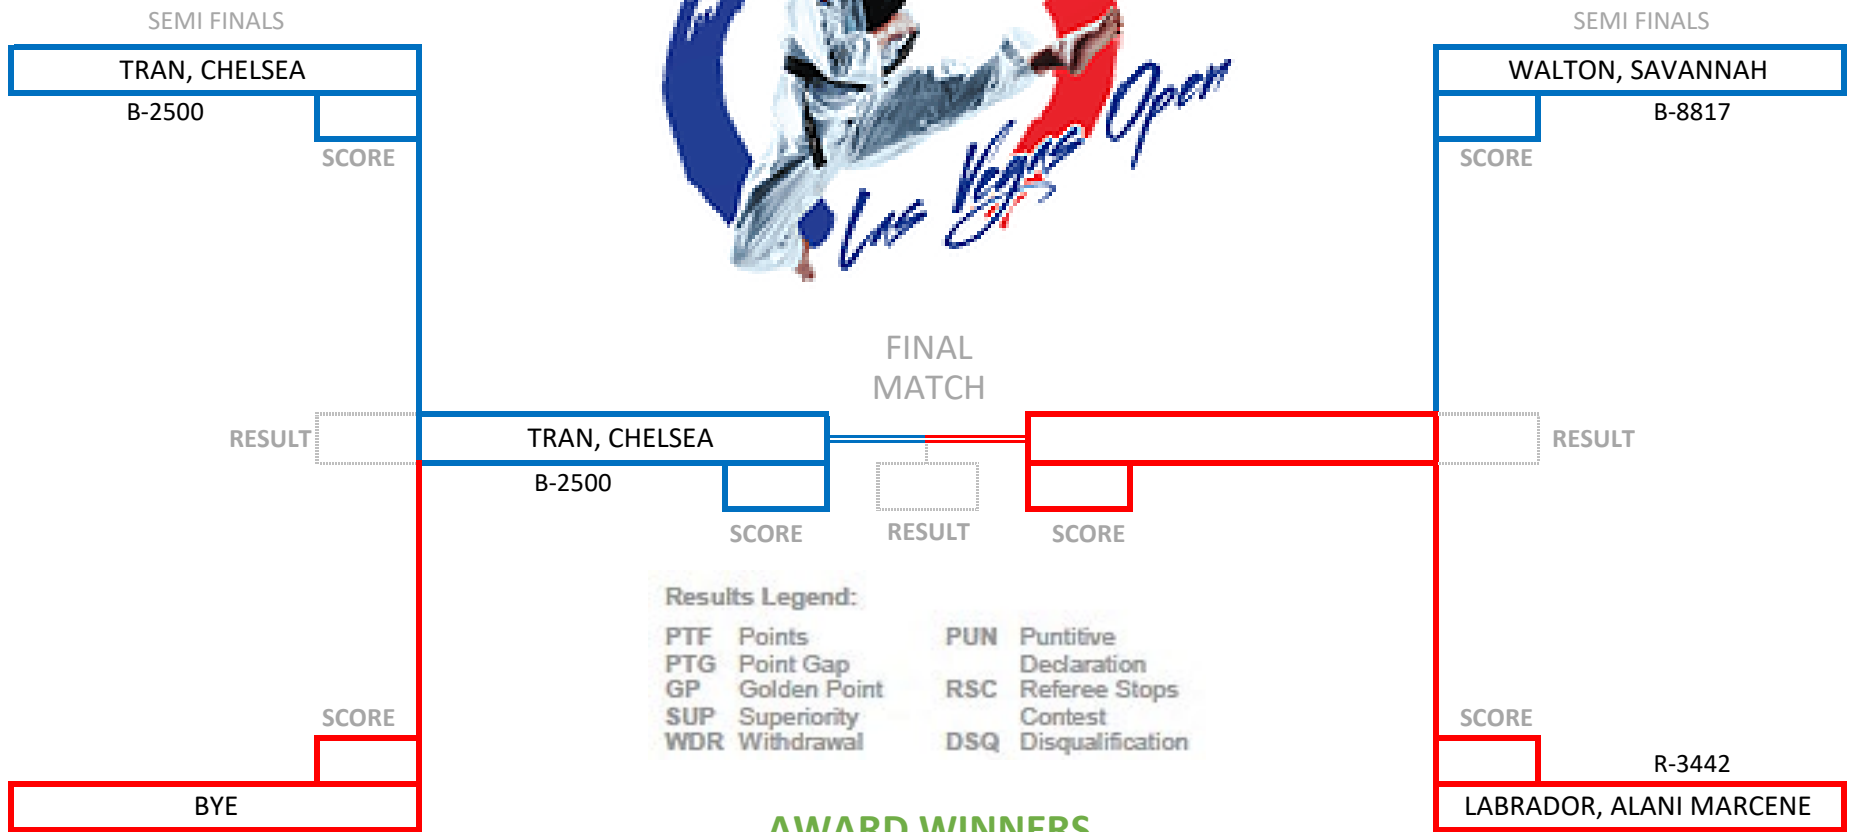 SEMI FINALS
TRAN, CHELSEA
B-2500
SCORE
Las Vegas Open
SEMI FINALS
WALTON, SAVANNAH
B-8817
SCORE
FINAL
MATCH
RESULT
TRAN, CHELSEA
B-2500
SCORE
RESULT
SCORE
RESULT
Results Legend:
PTF Points
PTG Point Gap
GP Golden Point
SUP Superiority
WDR Withdrawal
PUN Puntitive
Declaration
RSC Referee Stops
Contest
DSQ Disqualification
SCORE
BYE
SCORE
R-3442
LABRADOR, ALANI MARCENE
AWARD WINNERS